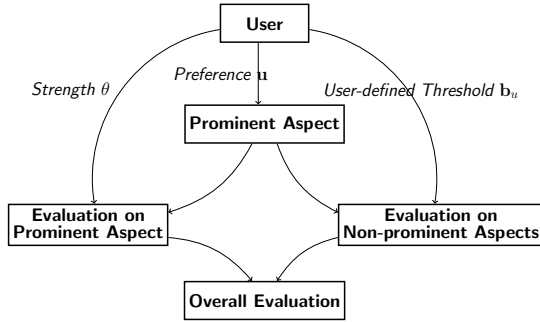 User
Strength θ
Preference u
User-defined Threshold b_u
Prominent Aspect
Evaluation on
Prominent Aspect
Evaluation on
Non-prominent Aspects
Overall Evaluation